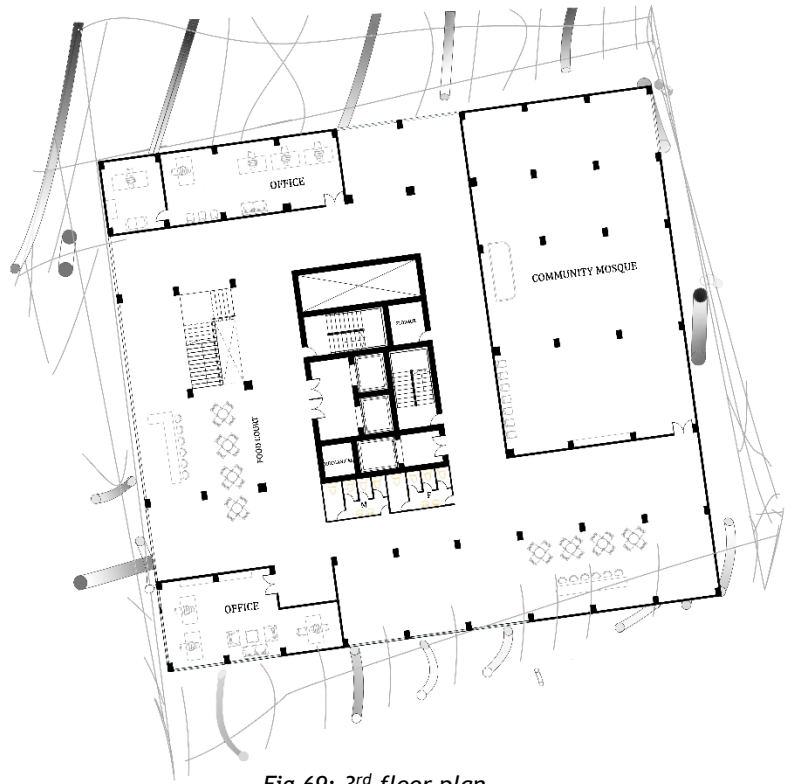 OFFICE
COMMUNITY MOSQUE
FOOD COURT
M
F
OFFICE
Fig 69: 3rd floor plan